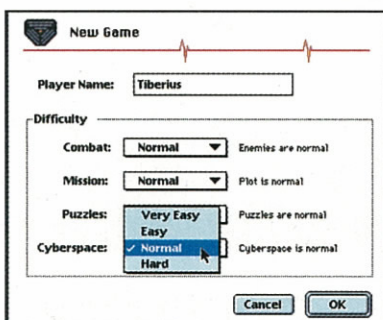 New Game
Player Name: Tiberius
Difficulty
Combat: Normal Enemies are normal
Mission: Normal Plot is normal
Puzzles: Very Easy Puzzles are normal
Easy
Cyberspace: ✓ Normal Cyberspace is normal
Hard
Cancel OK